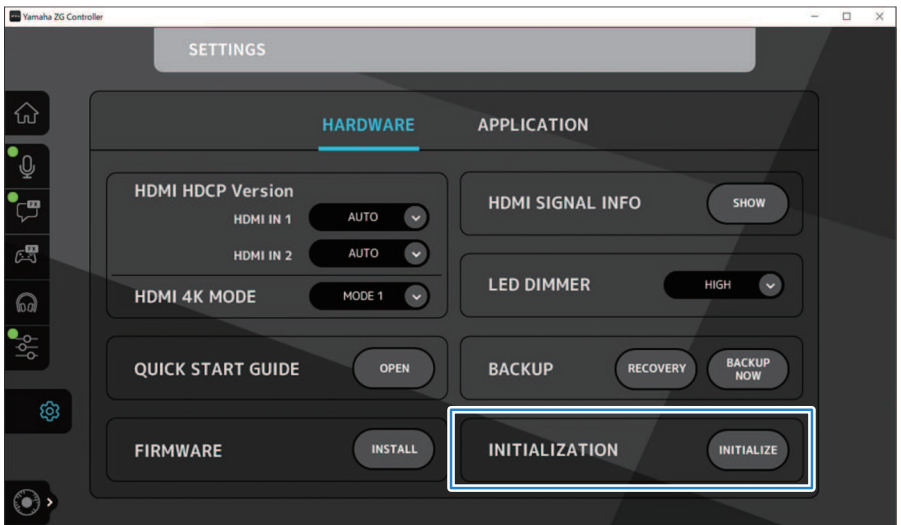 Yamaha ZG Controller
SETTINGS
HARDWARE
APPLICATION
HDMI HDCP Version
HDMI IN 1
AUTO
HDMI IN 2
AUTO
HDMI 4K MODE
MODE 1
HDMI SIGNAL INFO
SHOW
LED DIMMER
HIGH
QUICK START GUIDE
OPEN
BACKUP
RECOVERY
BACKUP
NOW
FIRMWARE
INSTALL
INITIALIZATION
INITIALIZE
FX
FX